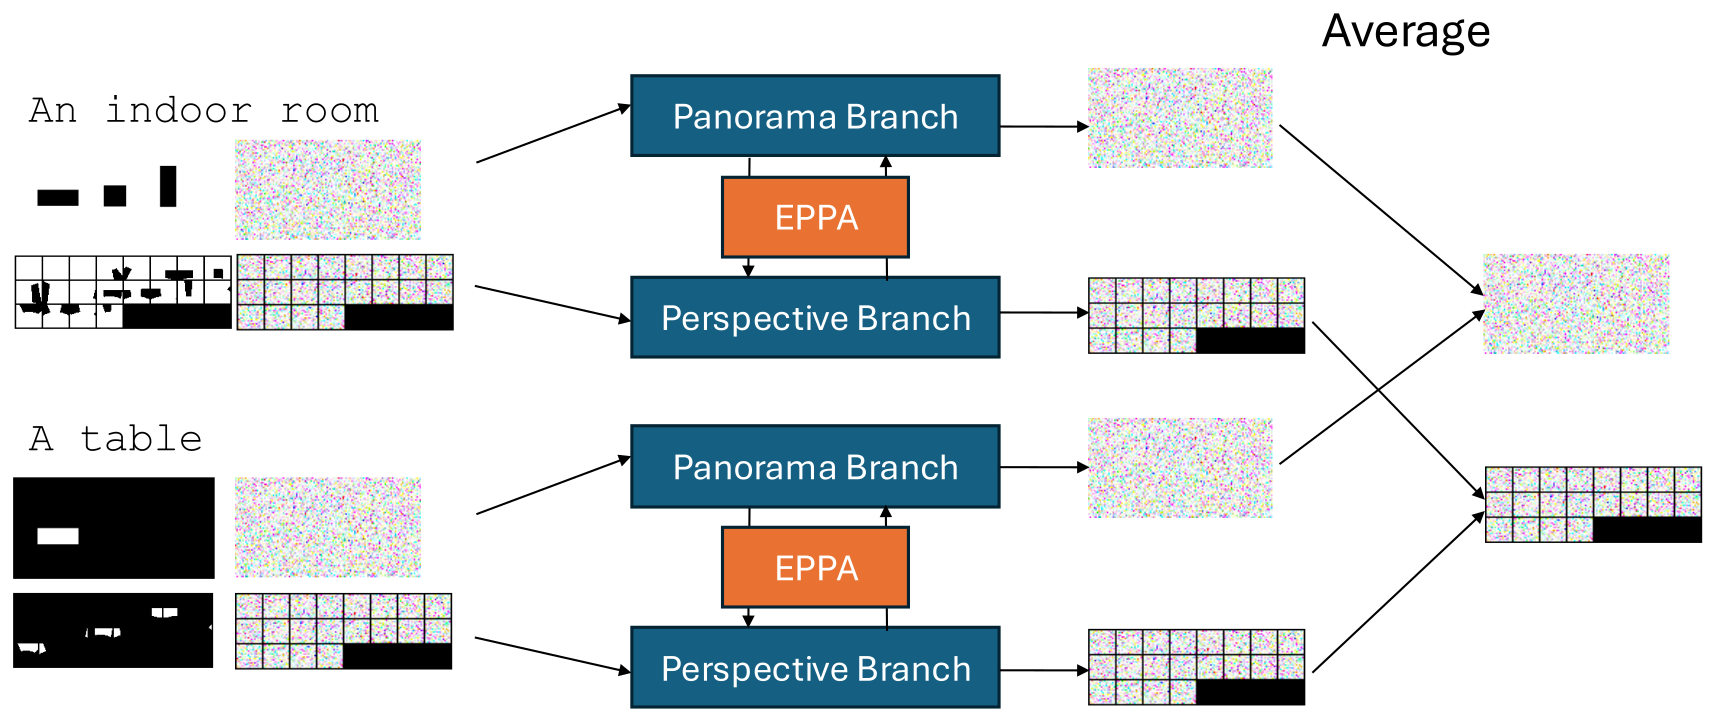 Average
An indoor room
Panorama Branch
EPPA
Perspective Branch
A table
Panorama Branch
EPPA
Perspective Branch